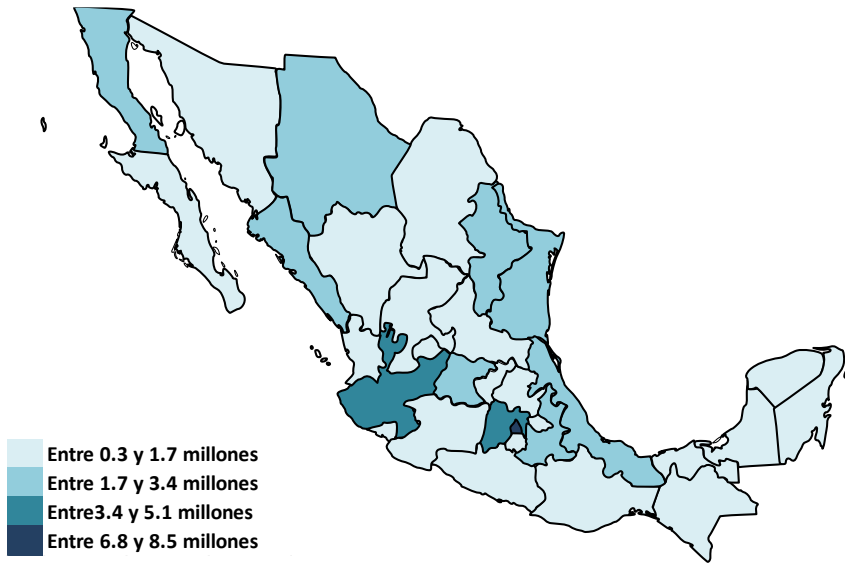 Entre 0.3 y 1.7 millones
Entre 1.7 y 3.4 millones
Entre3.4 y 5.1 millones
Entre 6.8 y 8.5 millones